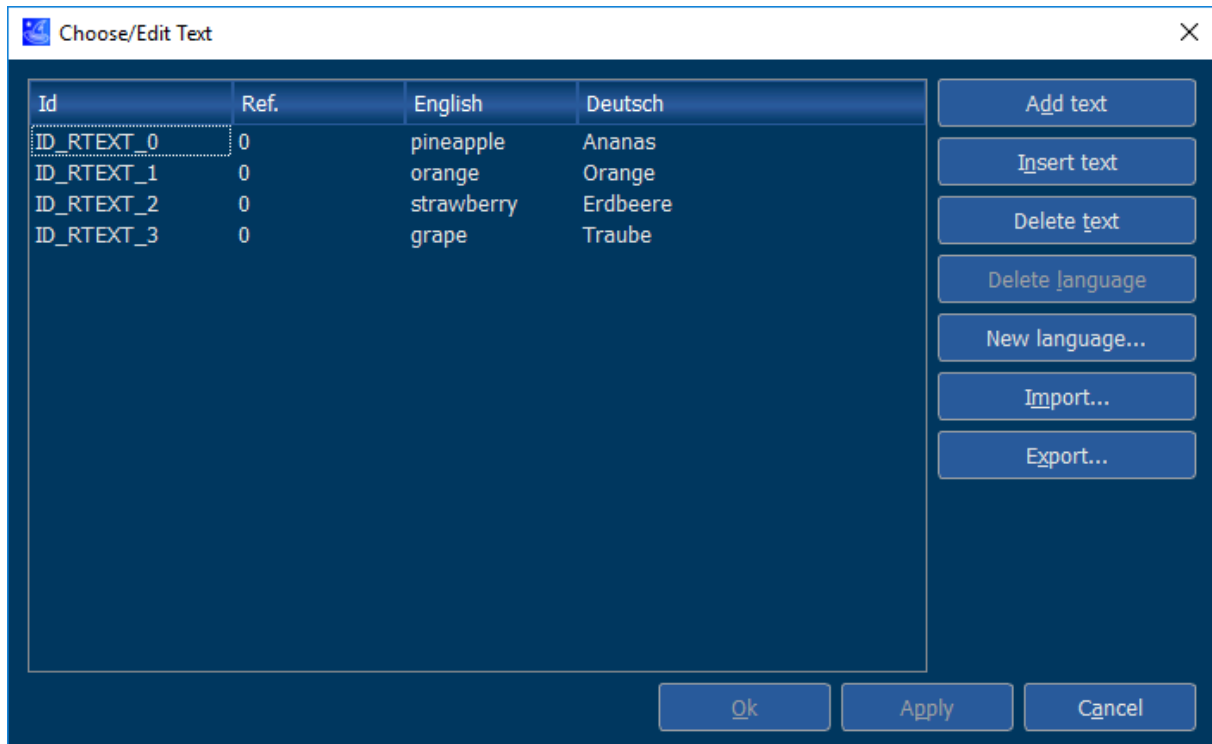 Choose/Edit Text
Id Ref. English Deutsch
ID_RTEXT_0 0 pineapple Ananas
ID_RTEXT_1 0 orange Orange
ID_RTEXT_2 0 strawberry Erdbeere
ID_RTEXT_3 0 grape Traube
Add text
Insert text
Delete text
Delete language
New language...
Import...
Export...
Ok Apply Cancel